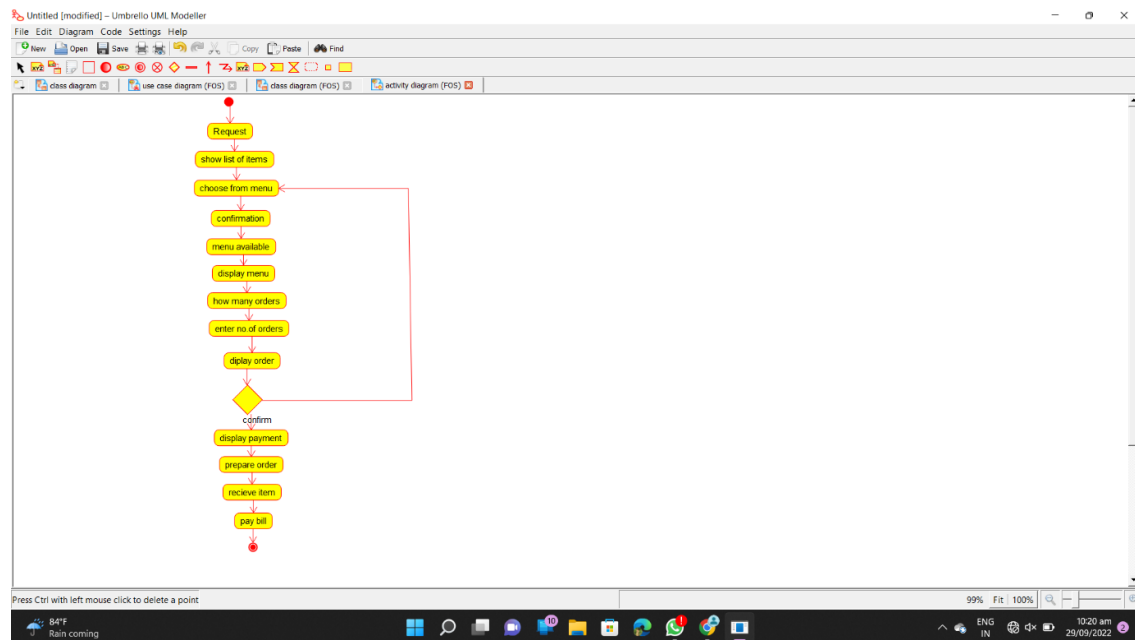 Untitled [modified] – Umbrello UML Modeller
File Edit Diagram Code Settings Help
New Open Save Copy Paste Find
class diagram use case diagram (FOS) class diagram (FOS) activity diagram (FOS)
Request
show list of items
choose from menu
confirmation
menu available
display menu
how many orders
enter no.of orders
diplay order
confirm
display payment
prepare order
recieve item
pay bill
Press Ctrl with left mouse click to delete a point
99% Fit 100%
84°F
Rain coming
10
ENG
IN
10:20 am
29/09/2022
2